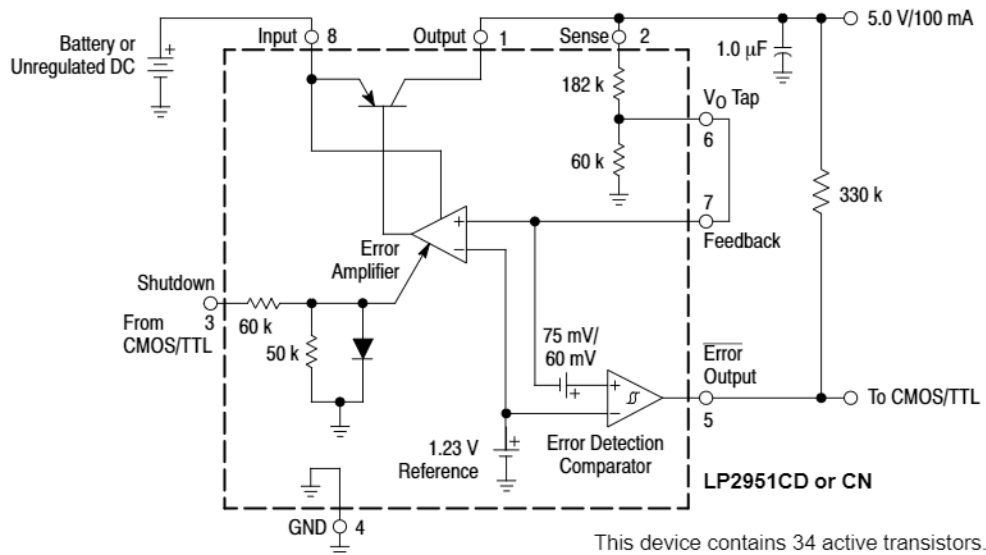 Battery or
Unregulated DC
+
Input
8
Output
1
Sense
2
5.0 V/100 mA
1.0 µF
182 k
VO Tap
6
60 k
7
Feedback
330 k
+
−
Error
Amplifier
Shutdown
3
From
CMOS/TTL
60 k
50 k
75 mV/
60 mV
+
+
−
Error
Output
5
To CMOS/TTL
1.23 V
Reference
+
Error Detection
Comparator
LP2951CD or CN
GND
4
This device contains 34 active transistors.